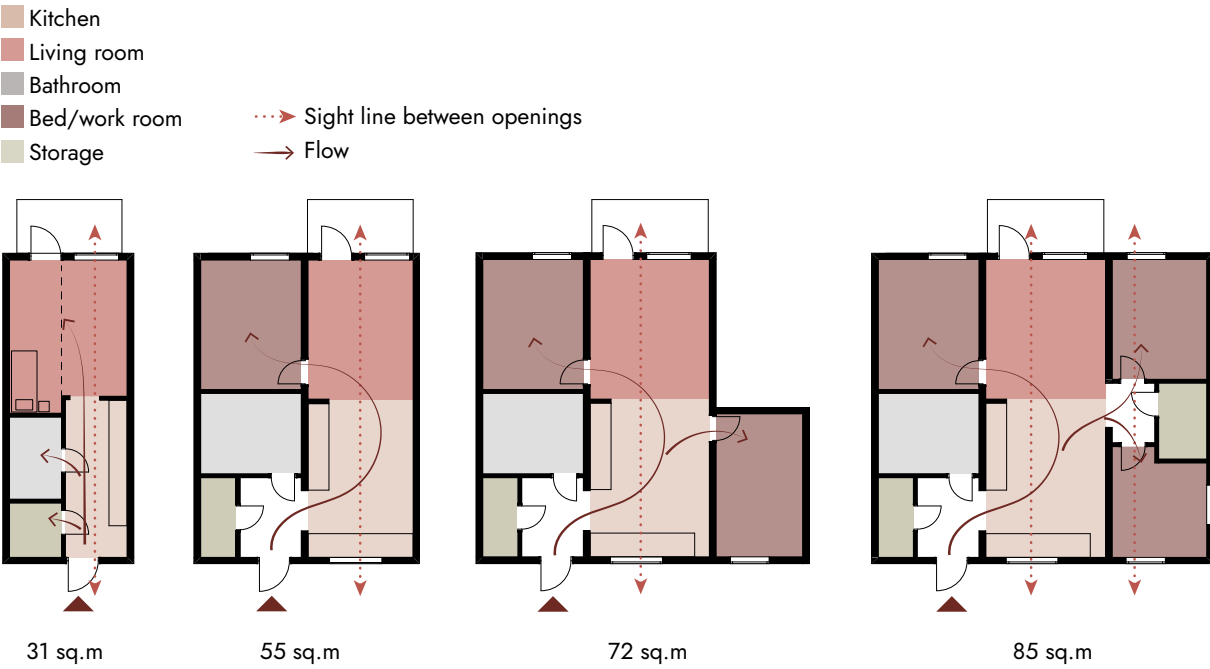 Kitchen
Living room
Bathroom
Bed/work room
Storage
Sight line between openings
Flow
31 sq.m
55 sq.m
72 sq.m
85 sq.m